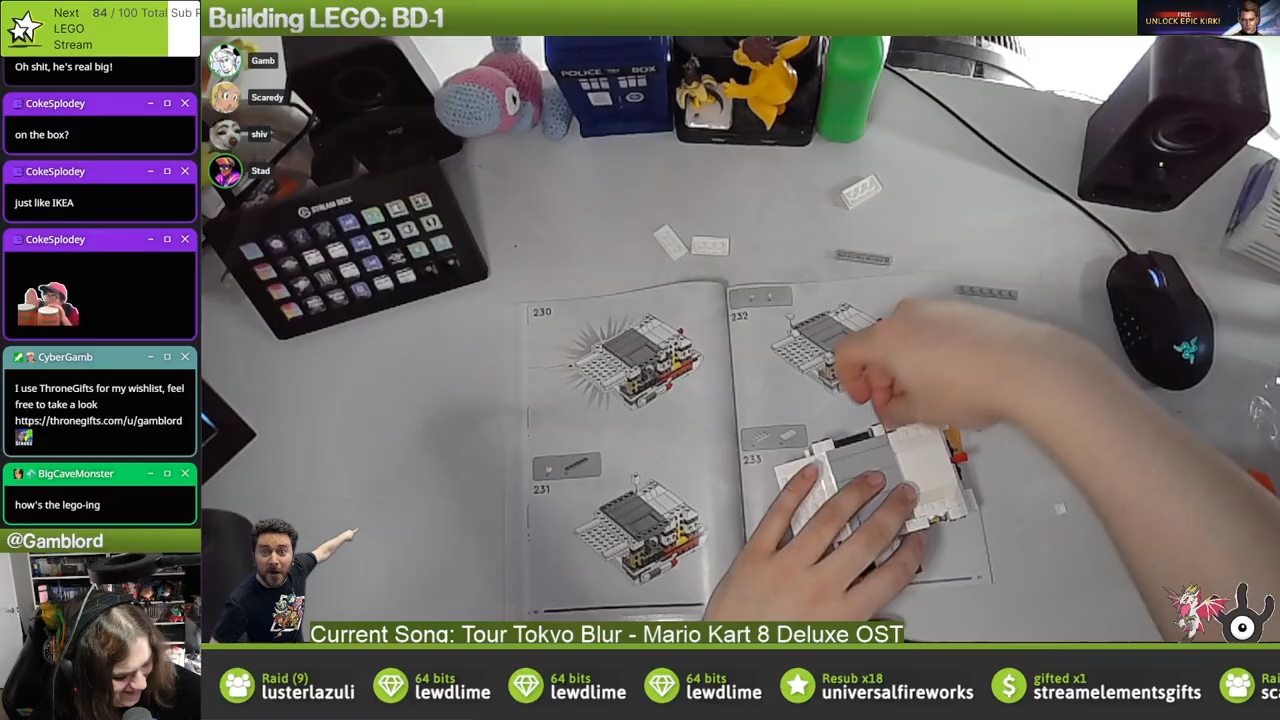 Next
LEGO
Stream
84 / 100 Total Sub
Building LEGO: BD-1
FREE
UNLOCK EPIC KIRK!
Oh shit, he's real big!
CokeSplodey
on the box?
CokeSplodey
just like IKEA
CokeSplodey
CyberGamb
I use ThroneGifts for my wishlist, feel
free to take a look
https://thronegifts.com/u/gamblord
BigCaveMonster
how's the lego-ing
@Gamblord
Gamb
Scaredy
shiv
Stad
POLICE BOX
STREAM DECK
230
231
232
233
Current Song: Tour Tokyo Blur - Mario Kart 8 Deluxe OST
Raid (9)
lusterlazuli
64 bits
lewdlime
64 bits
lewdlime
64 bits
lewdlime
Resub x18
universalfireworks
gifted x1
streamelementsgifts